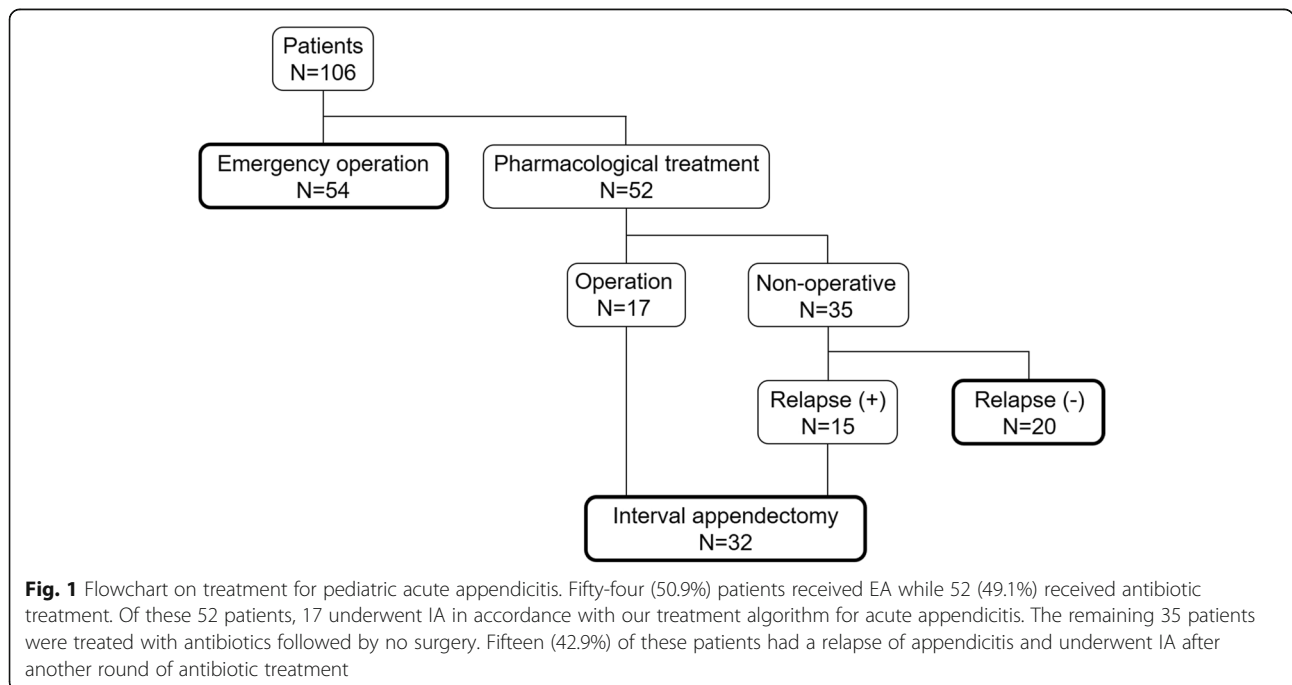 Patients
N=106
Emergency operation
N=54
Pharmacological treatment
N=52
Operation
N=17
Non-operative
N=35
Relapse (+)
N=15
Relapse (-)
N=20
Interval appendectomy
N=32
Fig. 1 Flowchart on treatment for pediatric acute appendicitis. Fifty-four (50.9%) patients received EA while 52 (49.1%) received antibiotic
treatment. Of these 52 patients, 17 underwent IA in accordance with our treatment algorithm for acute appendicitis. The remaining 35 patients
were treated with antibiotics followed by no surgery. Fifteen (42.9%) of these patients had a relapse of appendicitis and underwent IA after
another round of antibiotic treatment